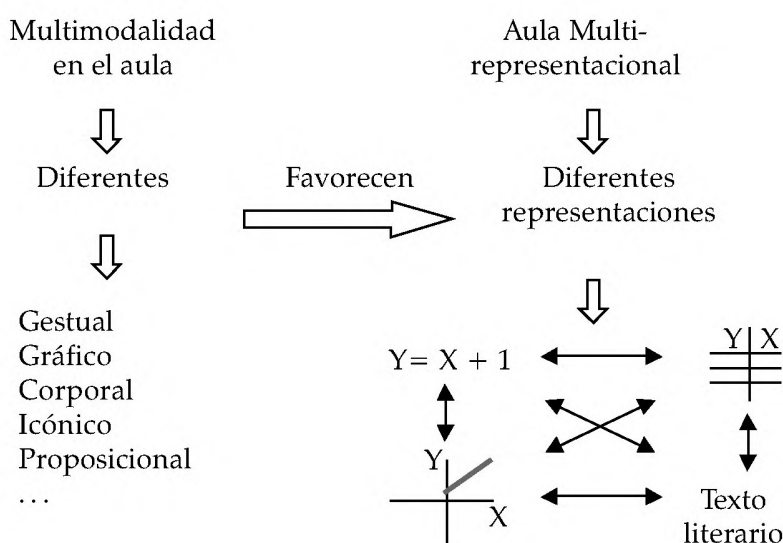 Multimodalidad
en el aula
Diferentes
Gestual
Gráfico
Corporal
Icónico
Proposicional
...
Favorecen
Aula Multi-
representacional
Diferentes
representaciones
Y= X + 1
Y X
Y
X
Texto
literario